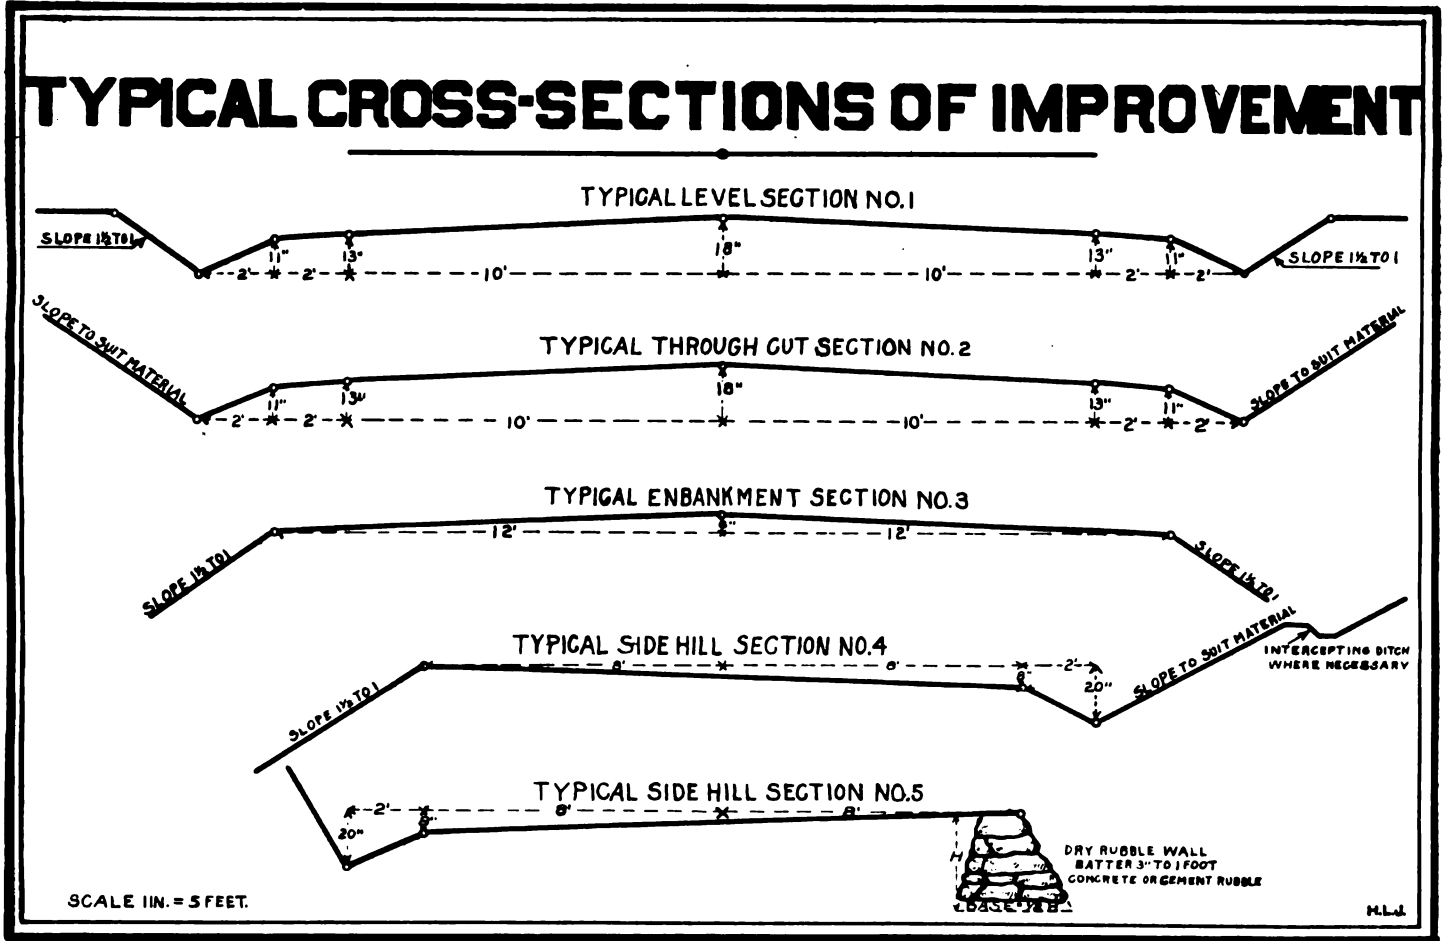 TYPICAL CROSS-SECTIONS OF IMPROVEMENT
TYPICAL LEVEL SECTION NO.1
SLOPE 1½ TO 1
11" 13" 18" 13" 11"
2' 2' 10' 10' 2' 2'
SLOPE 1½ TO 1
TYPICAL THROUGH CUT SECTION NO.2
SLOPE TO SUIT MATERIAL
11" 13" 18" 13" 11"
2' 2' 10' 10' 2' 2'
SLOPE TO SUIT MATERIAL
TYPICAL ENBANKMENT SECTION NO.3
12' 12'
SLOPE 1½ TO 1
SLOPE 1½ TO 1
TYPICAL SIDE HILL SECTION NO.4
8' 8' 2'
8" 20"
SLOPE 1½ TO 1
SLOPE TO SUIT MATERIAL
INTERCEPTING DITCH
WHERE NECESSARY
TYPICAL SIDE HILL SECTION NO.5
2' 8' 8'
20" 8"
H
DRY RUBBLE WALL
BATTER 3" TO 1 FOOT
CONCRETE OR CEMENT RUBBLE
BASE
SCALE 1 IN. = 5 FEET.
H.L.J.